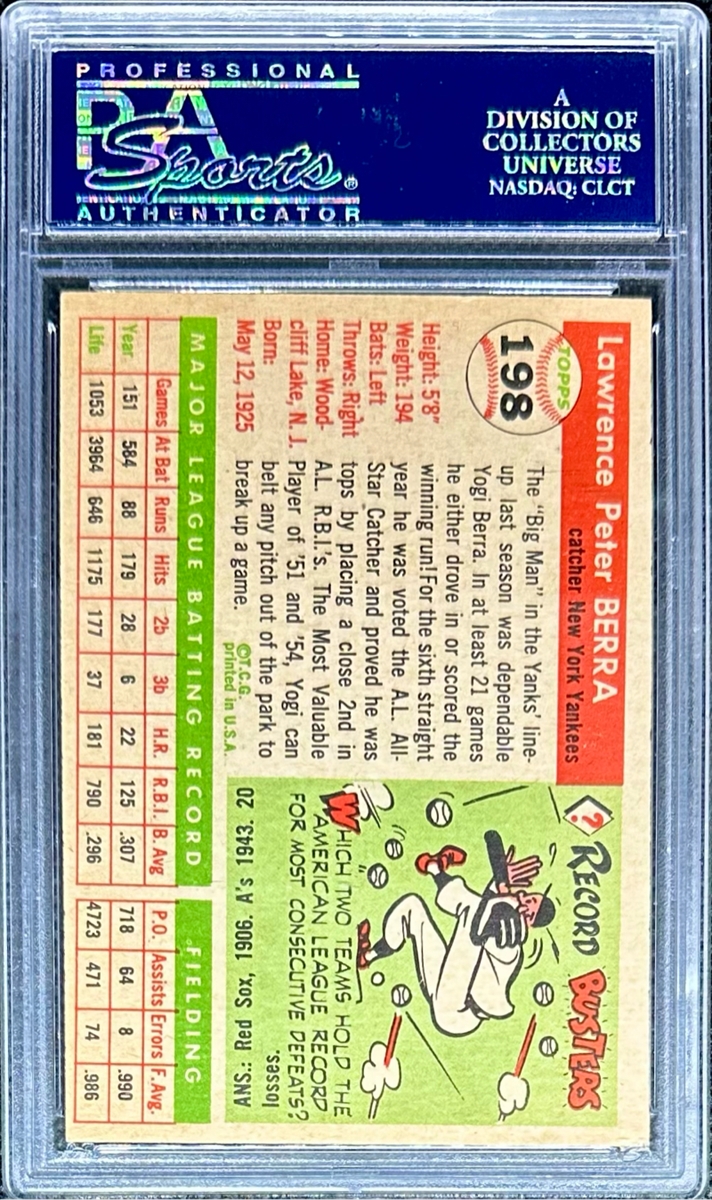 PROFESSIONAL
PSA
Sports®
AUTHENTICATOR
A
DIVISION OF
COLLECTORS
UNIVERSE
NASDAQ: CLCT
TOPPS
198
Lawrence Peter BERRA
catcher New York Yankees
Height: 5'8"
Weight: 194
Bats: Left
Throws: Right
Home: Wood-
cliff Lake, N. J.
Born:
May 12, 1925
The "Big Man" in the Yanks' line-
up last season was dependable
Yogi Berra. In at least 21 games
he either drove in or scored the
winning run! For the sixth straight
year he was voted the A.L. All-
Star Catcher and proved he was
tops by placing a close 2nd in
A.L. R.B.I.'s. The Most Valuable
Player of '51 and '54, Yogi can
belt any pitch out of the park to
break up a game.
©T.C.G.
printed in U.S.A.
? RECORD BUSTERS
WHICH TWO TEAMS HOLD THE
AMERICAN LEAGUE RECORD
FOR MOST CONSECUTIVE DEFEATS?
ANS.: Red Sox, 1906. A's 1943. 20
losses.
MAJOR LEAGUE BATTING RECORD
FIELDING
Games At Bat Runs Hits 2b 3b H.R. R.B.I. B. Avg P.O. Assists Errors F. Avg.
Year 151 584 88 179 28 6 22 125 .307 718 64 8 .990
Life 1053 3964 646 1175 177 37 181 790 .296 4723 471 74 .986